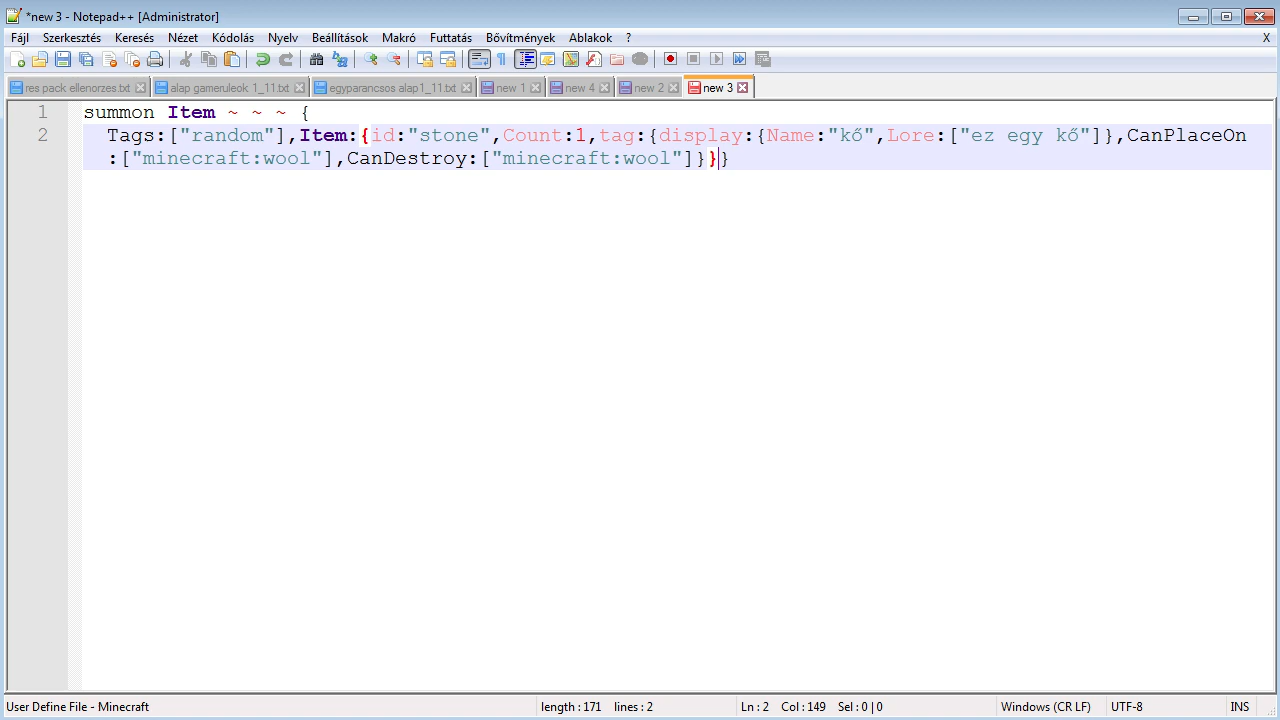 *new 3 - Notepad++ [Administrator]
Fájl Szerkesztés Keresés Nézet Kódolás Nyelv Beállítások Makró Futtatás Bővítmények Ablakok ? X
res pack ellenorzes.txt alap gameruleok 1_11.txt egyparancsos alap1_11.txt new 1 new 4 new 2 new 3
1 summon Item ~ ~ ~ {
2 Tags:["random"],Item:{id:"stone",Count:1,tag:{display:{Name:"kő",Lore:["ez egy kő"]},CanPlaceOn
:["minecraft:wool"],CanDestroy:["minecraft:wool"]}}}
User Define File - Minecraft length : 171 lines : 2 Ln : 2 Col : 149 Sel : 0 | 0 Windows (CR LF) UTF-8 INS